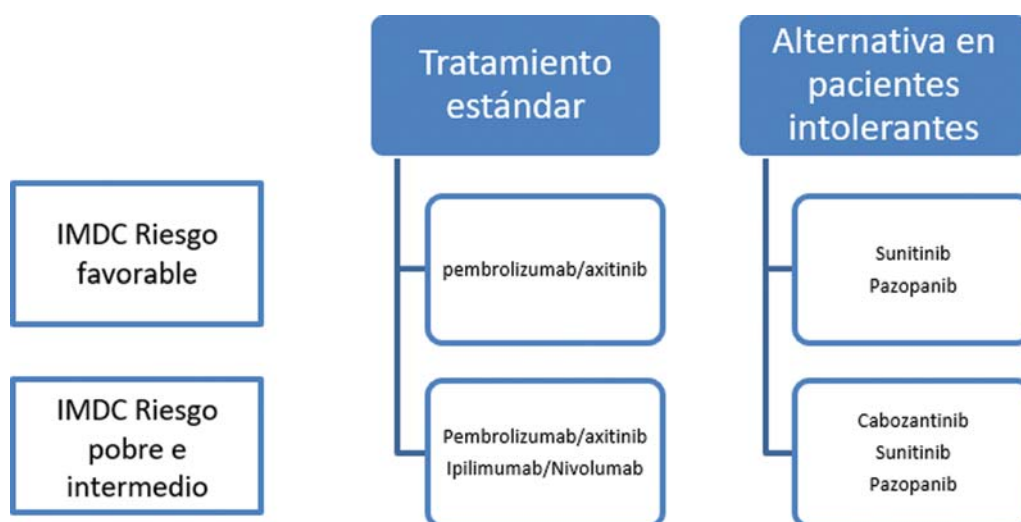 Tratamiento
estándar
Alternativa en
pacientes
intolerantes
IMDC Riesgo
favorable
pembrolizumab/axitinib
Sunitinib
Pazopanib
IMDC Riesgo
pobre e
intermedio
Pembrolizumab/axitinib
Ipilimumab/Nivolumab
Cabozantinib
Sunitinib
Pazopanib